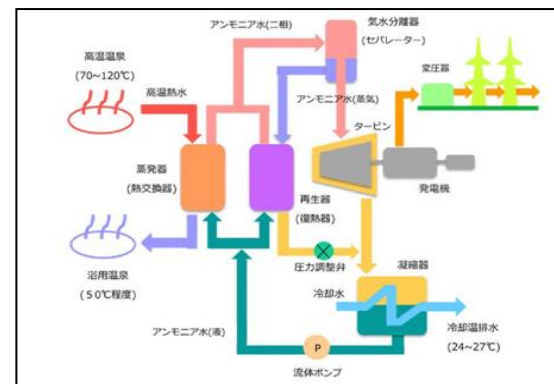 アンモニア水(二相)
気水分離器
(セパレーター)
高温温泉
(70~120℃)
高温熱水
アンモニア水(蒸気)
変圧器
タービン
蒸発器
(熱交換器)
再生器
(復熱器)
発電機
浴用温泉
(50℃程度)
圧力調整弁
凝縮器
冷却水
アンモニア水(液)
冷却温排水
(24~27℃)
P
流体ポンプ